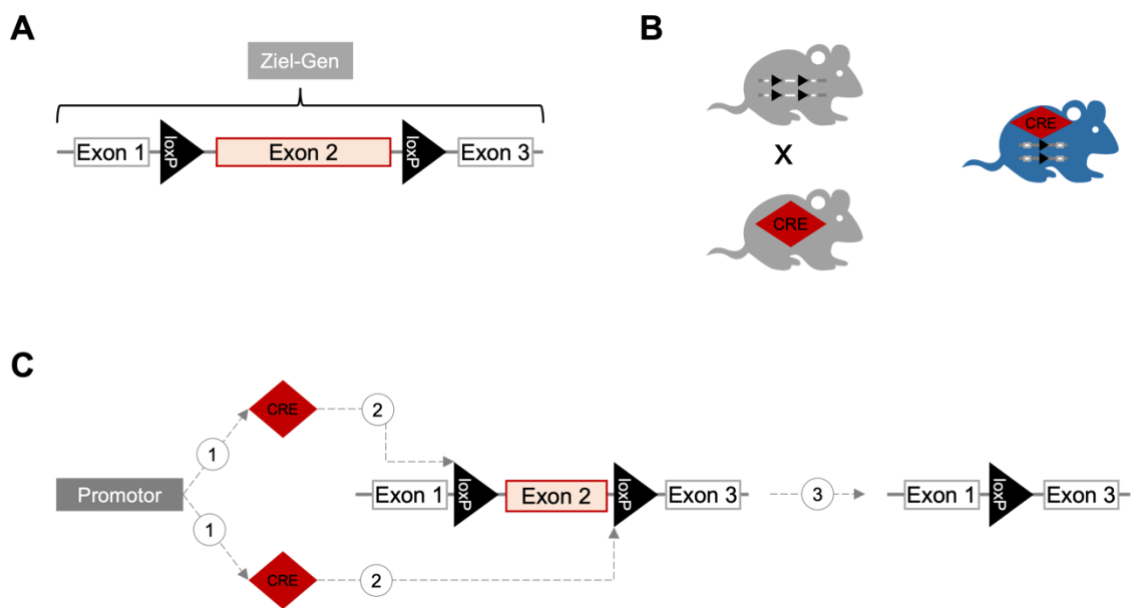 A
Ziel-Gen
Exon 1
loxP
Exon 2
loxP
Exon 3
B
X
CRE
CRE
C
Promotor
1
1
CRE
CRE
2
2
Exon 1
loxP
Exon 2
loxP
Exon 3
3
Exon 1
loxP
Exon 3